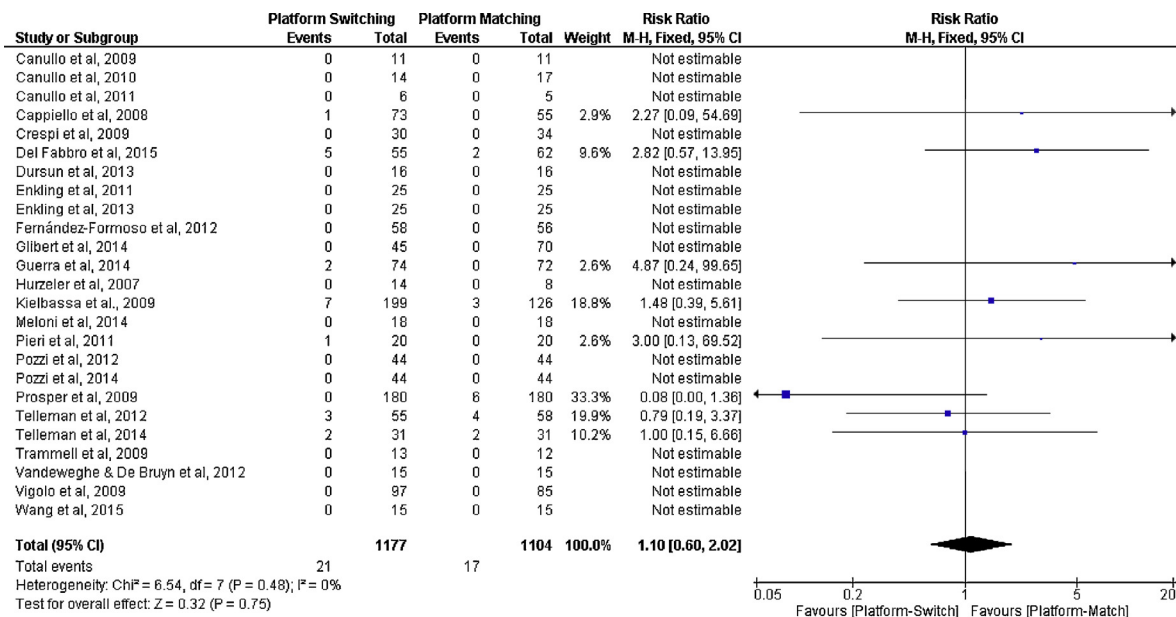 Platform Switching Platform Matching Risk Ratio Risk Ratio
Study or Subgroup Events Total Events Total Weight M-H, Fixed, 95% CI M-H, Fixed, 95% CI
Canullo et al, 2009 0 11 0 11 Not estimable
Canullo et al, 2010 0 14 0 17 Not estimable
Canullo et al, 2011 0 6 0 5 Not estimable
Cappiello et al, 2008 1 73 0 55 2.9% 2.27 [0.09, 54.69]
Crespi et al, 2009 0 30 0 34 Not estimable
Del Fabbro et al, 2015 5 55 2 62 9.6% 2.82 [0.57, 13.95]
Dursun et al, 2013 0 16 0 16 Not estimable
Enkling et al, 2011 0 25 0 25 Not estimable
Enkling et al, 2013 0 25 0 25 Not estimable
Fernández-Formoso et al, 2012 0 58 0 56 Not estimable
Glibert et al, 2014 0 45 0 70 Not estimable
Guerra et al, 2014 2 74 0 72 2.6% 4.87 [0.24, 99.65]
Hurzeler et al, 2007 0 14 0 8 Not estimable
Kielbassa et al., 2009 7 199 3 126 18.8% 1.48 [0.39, 5.61]
Meloni et al, 2014 0 18 0 18 Not estimable
Pieri et al, 2011 1 20 0 20 2.6% 3.00 [0.13, 69.52]
Pozzi et al, 2012 0 44 0 44 Not estimable
Pozzi et al, 2014 0 44 0 44 Not estimable
Prosper et al, 2009 0 180 6 180 33.3% 0.08 [0.00, 1.36]
Telleman et al, 2012 3 55 4 58 19.9% 0.79 [0.19, 3.37]
Telleman et al, 2014 2 31 2 31 10.2% 1.00 [0.15, 6.66]
Trammell et al, 2009 0 13 0 12 Not estimable
Vandeweghe & De Bruyn et al, 2012 0 15 0 15 Not estimable
Vigolo et al, 2009 0 97 0 85 Not estimable
Wang et al, 2015 0 15 0 15 Not estimable
Total (95% CI) 1177 1104 100.0% 1.10 [0.60, 2.02]
Total events 21 17
Heterogeneity: Chi² = 6.54, df = 7 (P = 0.48); I² = 0%
Test for overall effect: Z = 0.32 (P = 0.75)
0.05 0.2 1 5 20
Favours [Platform-Switch] Favours [Platform-Match]